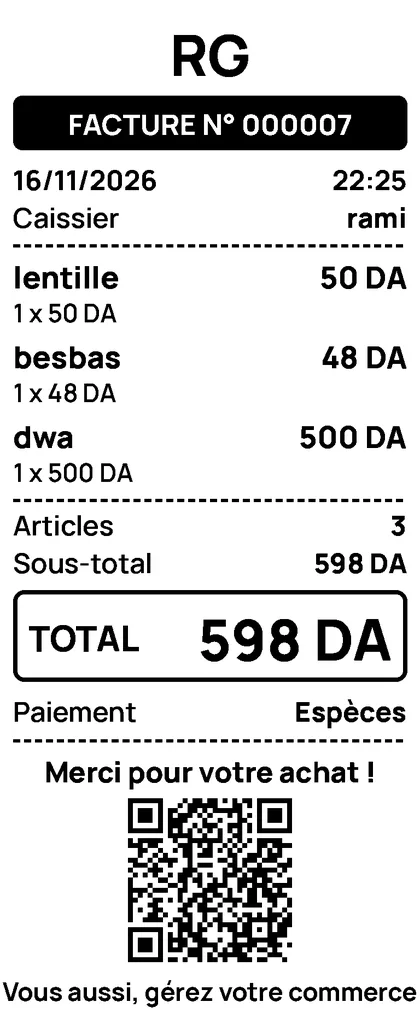 RG
FACTURE N° 000007
16/11/2026 22:25
Caissier rami
lentille 50 DA
1 x 50 DA
besbas 48 DA
1 x 48 DA
dwa 500 DA
1 x 500 DA
Articles 3
Sous-total 598 DA
TOTAL 598 DA
Paiement Espèces
Merci pour votre achat !
Vous aussi, gérez votre commerce